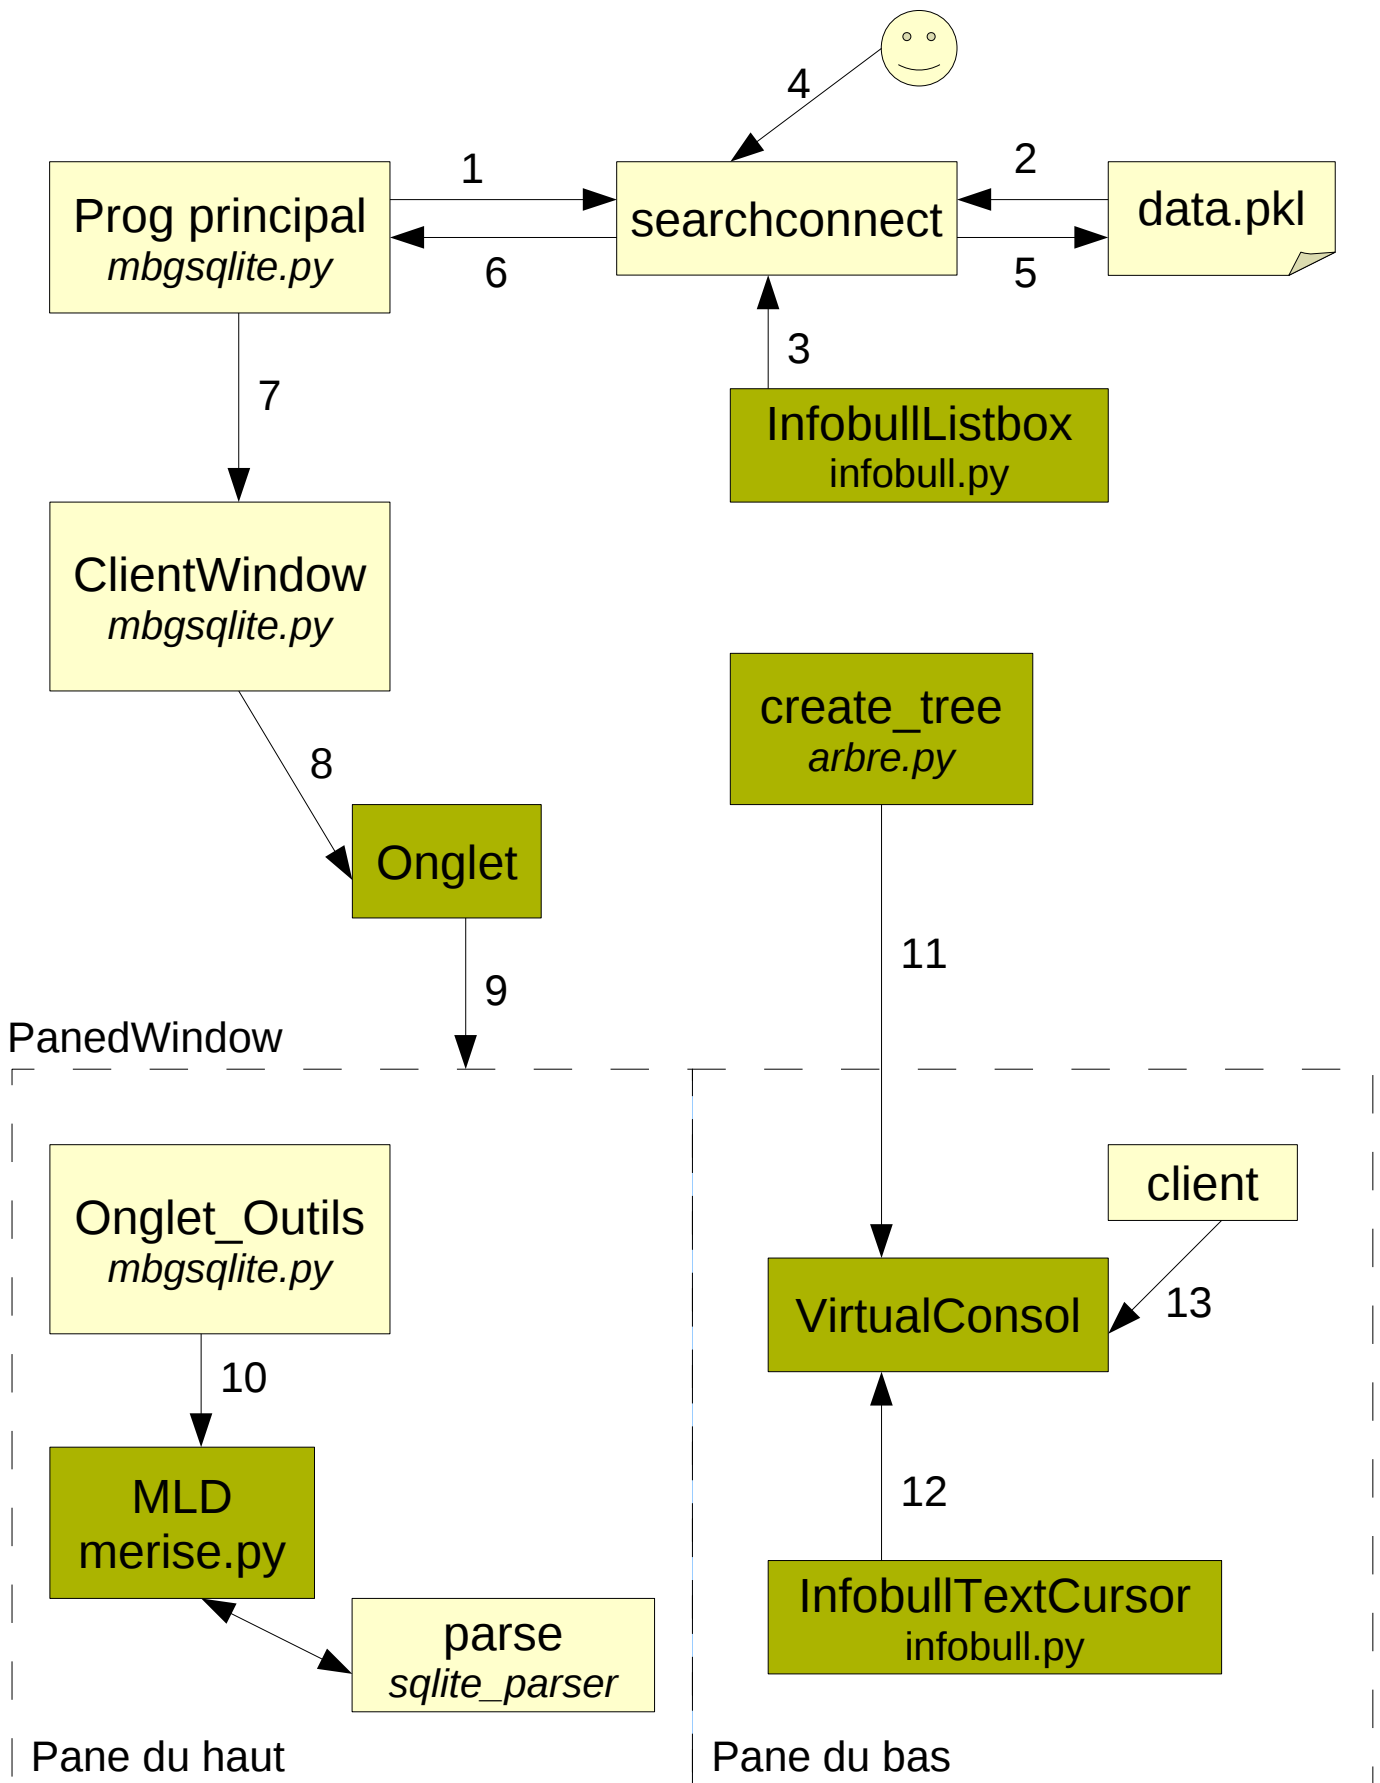 4
1
2
Prog principal
mbgsqlite.py
searchconnect
data.pkl
6
5
3
7
InfobullListbox
infobull.py
ClientWindow
mbgsqlite.py
create_tree
arbre.py
8
Onglet
11
9
PanedWindow
Onglet_Outils
mbgsqlite.py
client
VirtualConsol
13
10
MLD
merise.py
12
parse
sqlite_parser
InfobullTextCursor
infobull.py
Pane du haut
Pane du bas